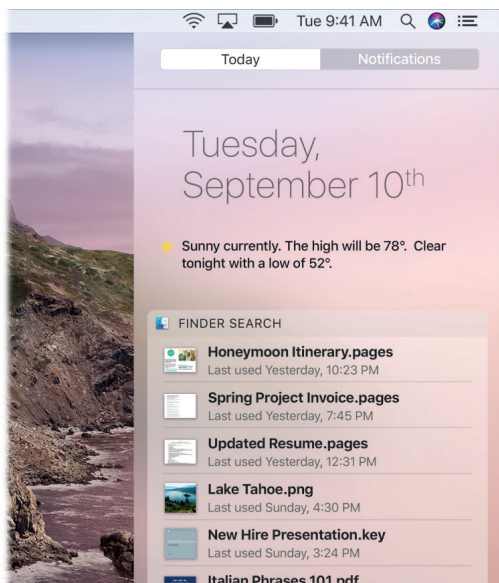 Tue 9:41 AM
Today
Notifications
Tuesday,
September 10th
Sunny currently. The high will be 78°. Clear
tonight with a low of 52°.
FINDER SEARCH
Honeymoon Itinerary.pages
Last used Yesterday, 10:23 PM
Spring Project Invoice.pages
Last used Yesterday, 7:45 PM
Updated Resume.pages
Last used Yesterday, 12:31 PM
Lake Tahoe.png
Last used Sunday, 4:30 PM
New Hire Presentation.key
Last used Sunday, 3:24 PM
Italian Phrases 101.pdf